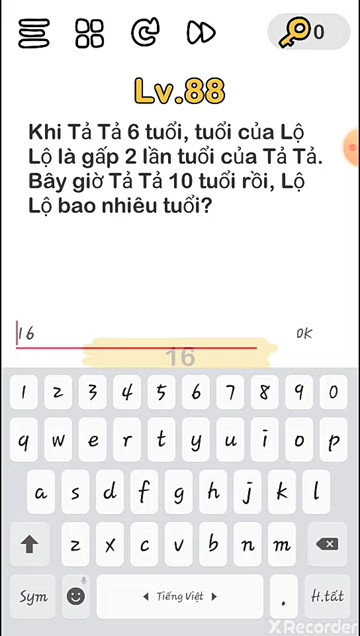 0
Lv.88
Khi Tả Tả 6 tuổi, tuổi của Lộ
Lộ là gấp 2 lần tuổi của Tả Tả.
Bây giờ Tả Tả 10 tuổi rồi, Lộ
Lộ bao nhiêu tuổi?
16 OK
16
1 2 3 4 5 6 7 8 9 0
q w e r t y u i o p
a s d f g h j k l
z x c v b n m
Sym Tiếng Việt . H.tất
XRecorder